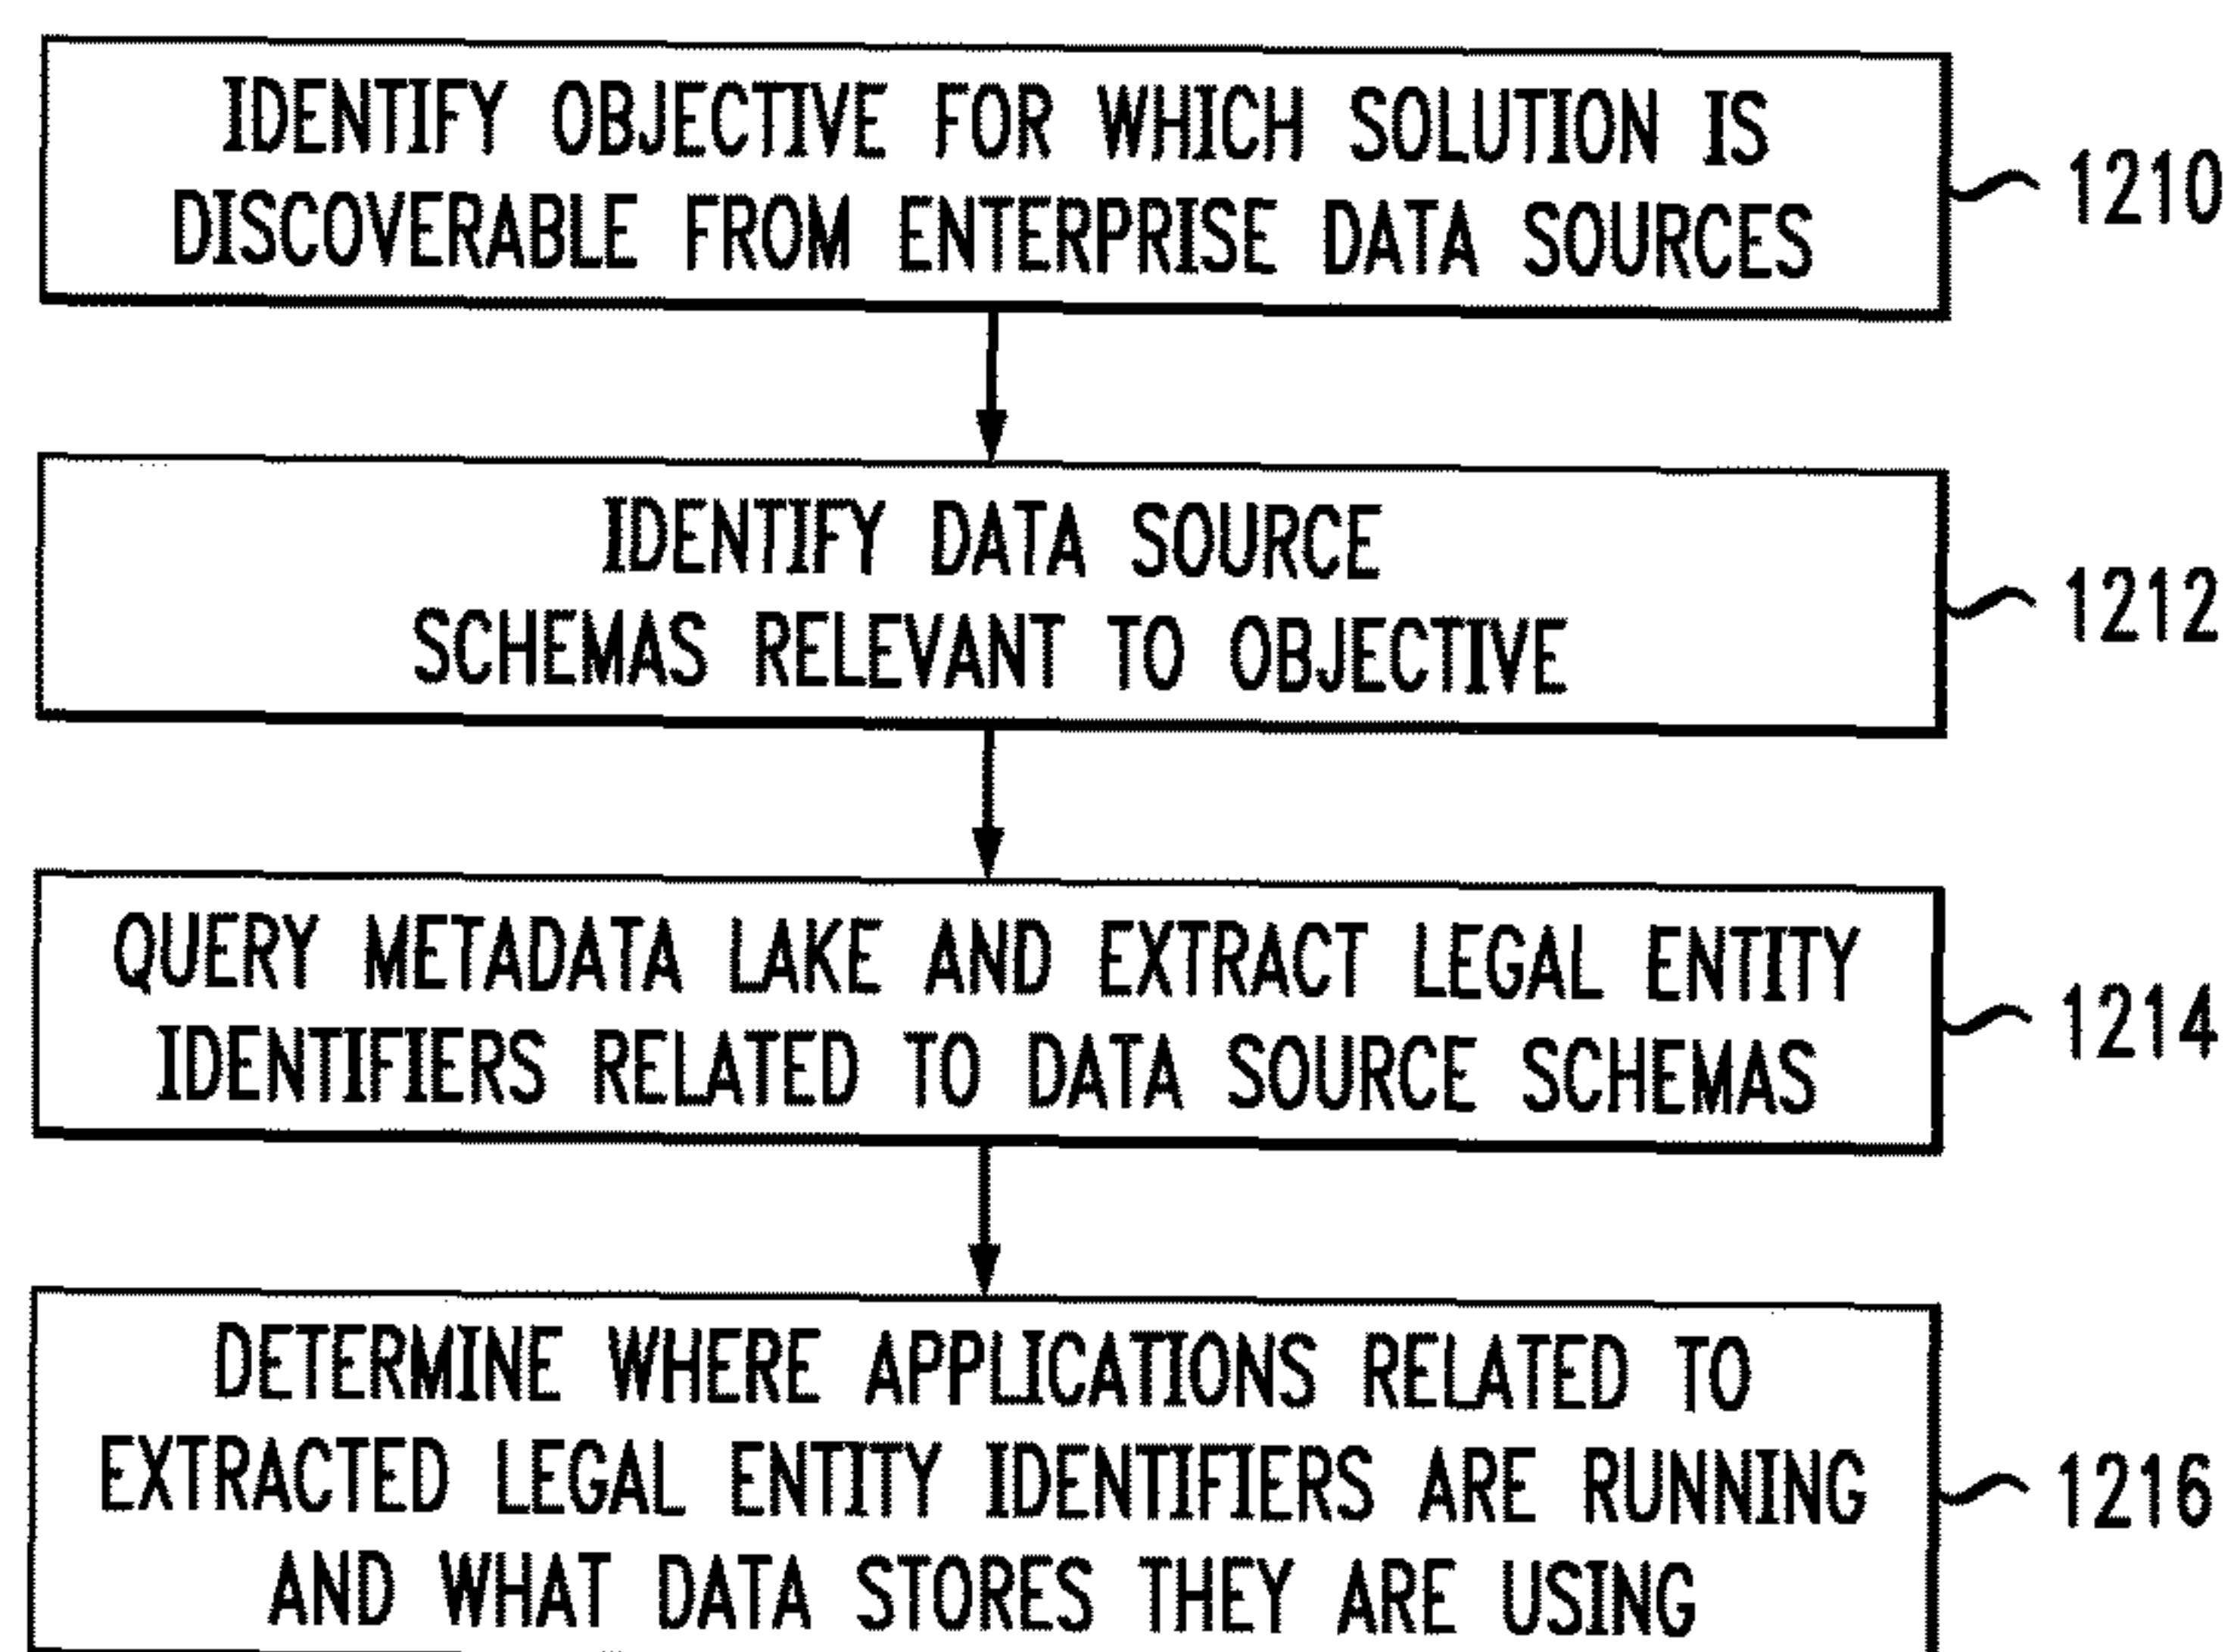 IDENTIFY OBJECTIVE FOR WHICH SOLUTION IS
DISCOVERABLE FROM ENTERPRISE DATA SOURCES
1210
IDENTIFY DATA SOURCE
SCHEMAS RELEVANT TO OBJECTIVE
1212
QUERY METADATA LAKE AND EXTRACT LEGAL ENTITY
IDENTIFIERS RELATED TO DATA SOURCE SCHEMAS
1214
DETERMINE WHERE APPLICATIONS RELATED TO
EXTRACTED LEGAL ENTITY IDENTIFIERS ARE RUNNING
AND WHAT DATA STORES THEY ARE USING
1216